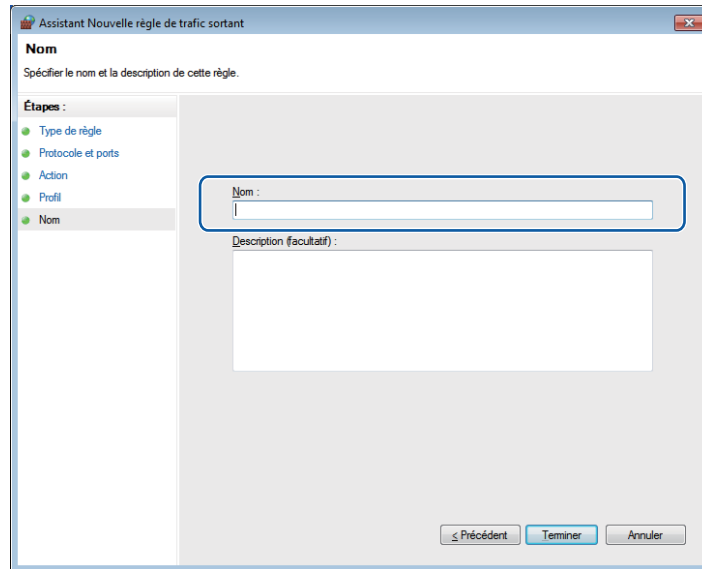 Assistant Nouvelle règle de trafic sortant
Nom
Spécifier le nom et la description de cette règle.
Étapes :
Type de règle
Protocole et ports
Action
Profil
Nom
Nom :
Description (facultatif) :
< Précédent
Terminer
Annuler